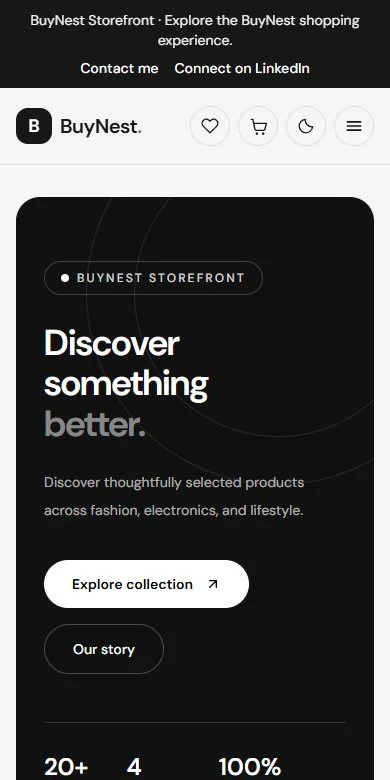 BuyNest Storefront · Explore the BuyNest shopping
experience.
Contact me Connect on LinkedIn
B BuyNest.
BUYNEST STOREFRONT
Discover
something
better.
Discover thoughtfully selected products
across fashion, electronics, and lifestyle.
Explore collection
Our story
20+ 4 100%